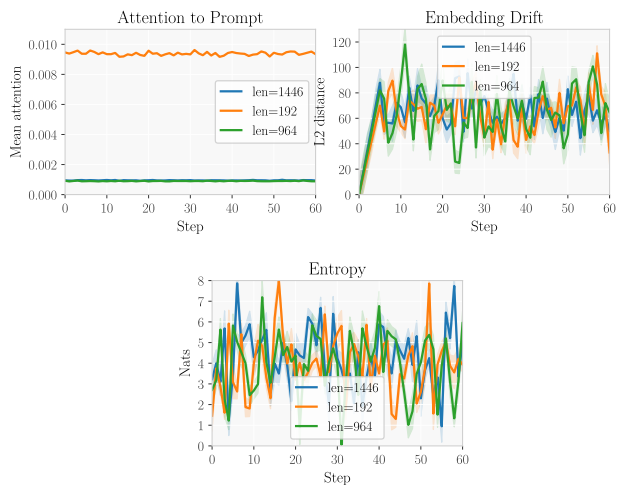 Attention to Prompt
Mean attention
0.010
0.008
0.006
0.004
0.002
0.000
len=1446
len=192
len=964
0 10 20 30 40 50 60
Step
Embedding Drift
L2 distance
120
100
80
60
40
20
0
len=1446
len=192
len=964
0 10 20 30 40 50 60
Step
Entropy
Nats
8
7
6
5
4
3
2
1
0
len=1446
len=192
len=964
0 10 20 30 40 50 60
Step